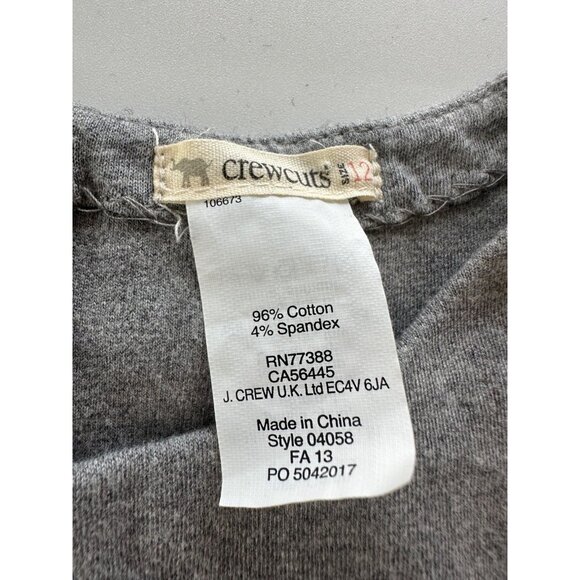 crewcuts® SIZE 12
106673
96% Cotton
4% Spandex
RN77388
CA56445
J. CREW U.K. Ltd EC4V 6JA
Made in China
Style 04058
FA 13
PO 5042017